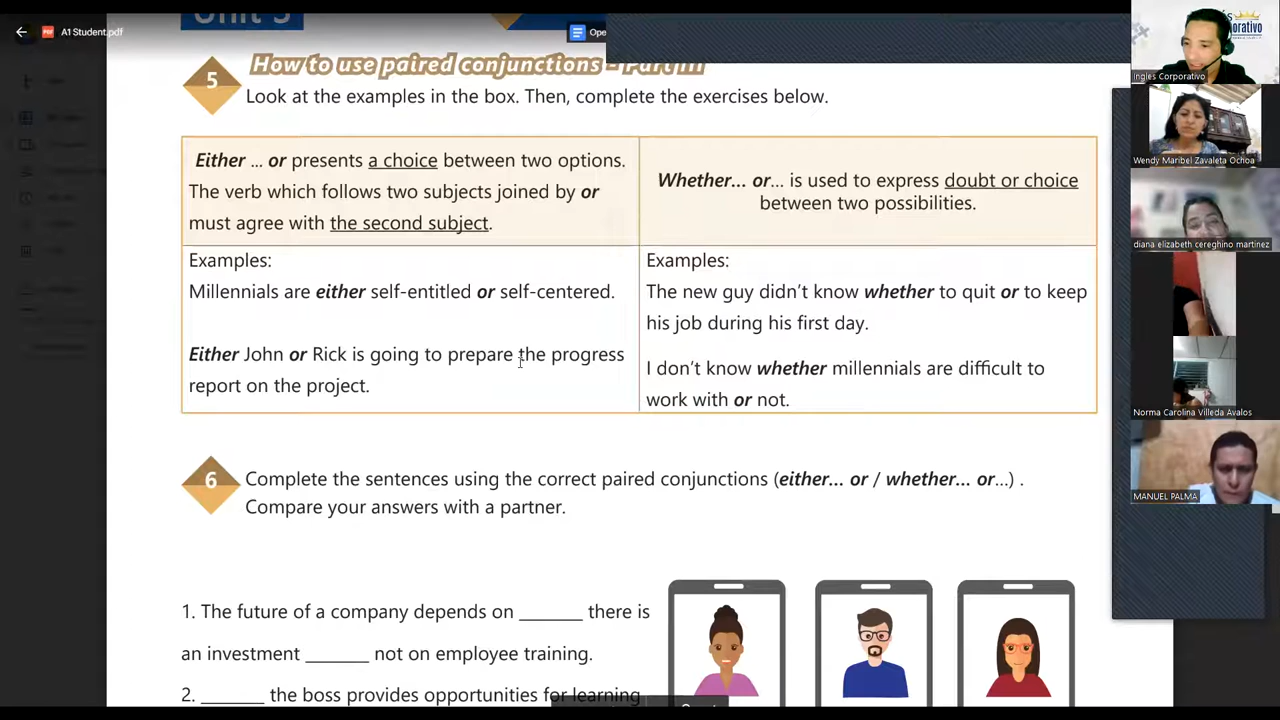 Unit 5
A1 Student.pdf
Ope
How to use paired conjunctions – Part III
5
Look at the examples in the box. Then, complete the exercises below.
Either ... or presents a choice between two options.
The verb which follows two subjects joined by or
must agree with the second subject.
Whether... or... is used to express doubt or choice
between two possibilities.
Examples:
Millennials are either self-entitled or self-centered.
Either John or Rick is going to prepare the progress
report on the project.
Examples:
The new guy didn't know whether to quit or to keep
his job during his first day.
I don't know whether millennials are difficult to
work with or not.
6
Complete the sentences using the correct paired conjunctions (either... or / whether... or...) .
Compare your answers with a partner.
1. The future of a company depends on ______ there is
an investment ______ not on employee training.
2. ______ the boss provides opportunities for learning
orativo
Ingles Corporativo
Wendy Maribel Zavaleta Ochoa
diana elizabeth cereghino martinez
Norma Carolina Villeda Avalos
MANUEL PALMA